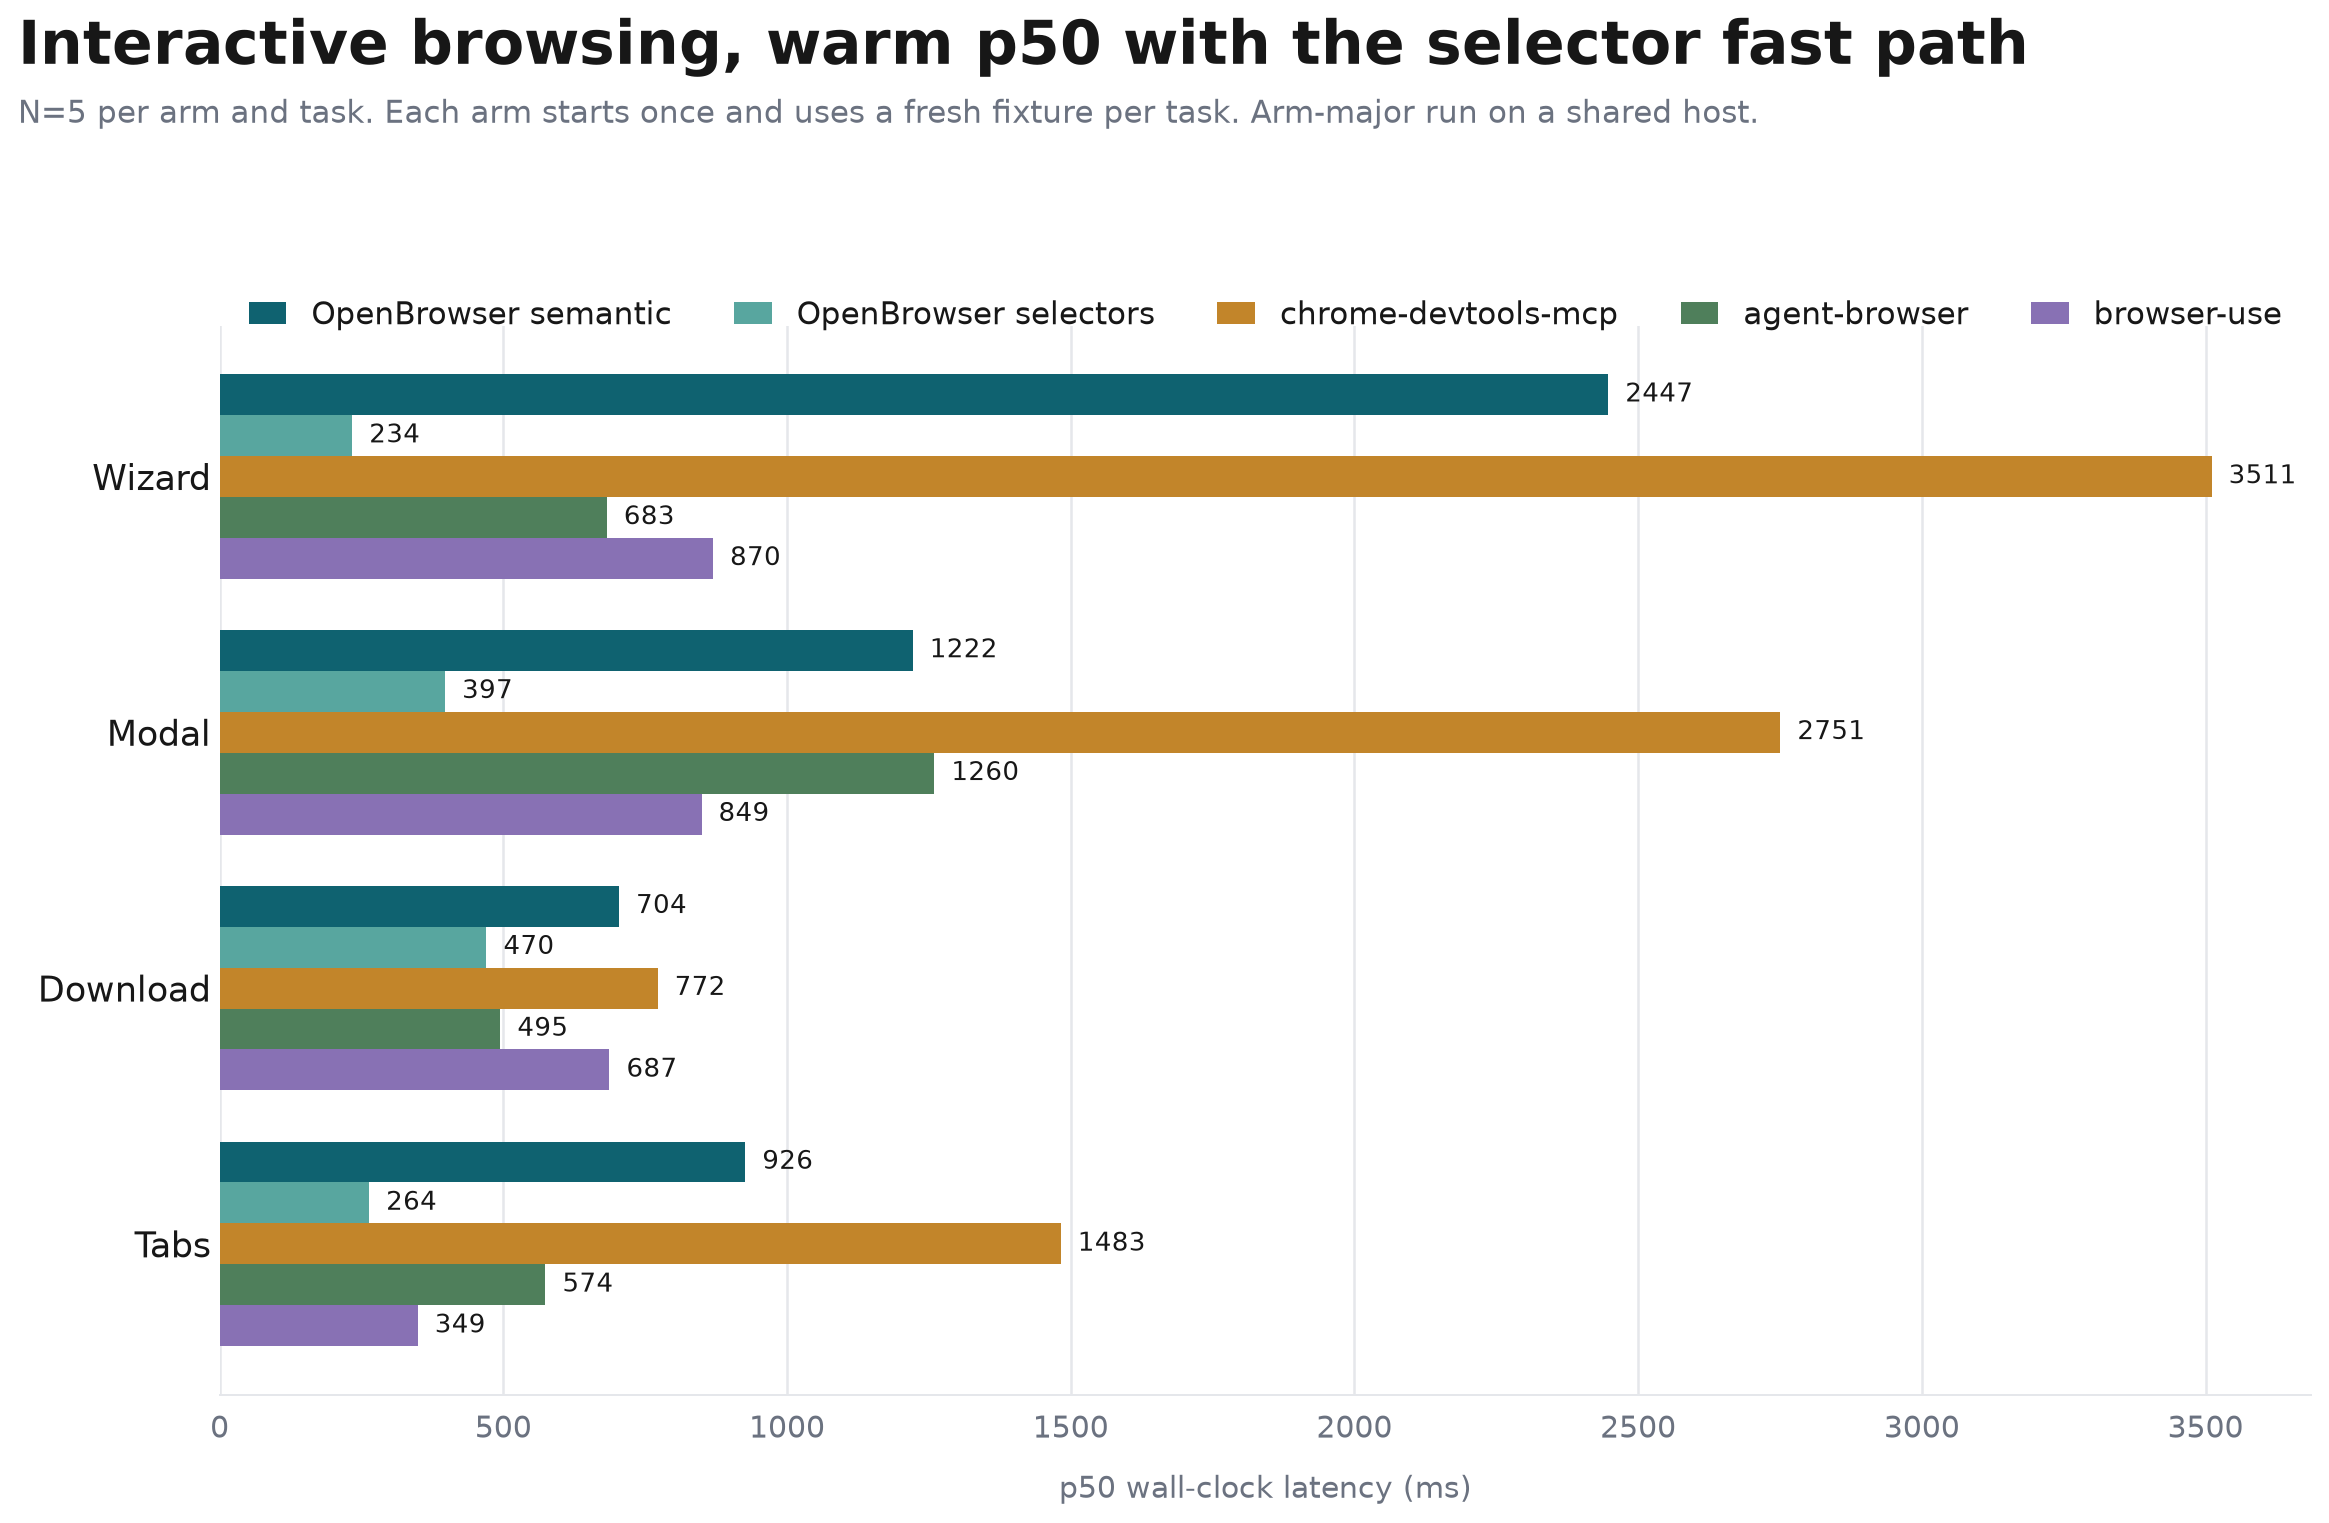 Interactive browsing, warm p50 with the selector fast path
N=5 per arm and task. Each arm starts once and uses a fresh fixture per task. Arm-major run on a shared host.
OpenBrowser semantic OpenBrowser selectors chrome-devtools-mcp agent-browser browser-use
2447
234
Wizard 3511
683
870
1222
397
Modal 2751
1260
849
704
470
Download 772
495
687
926
264
Tabs 1483
574
349
0 500 1000 1500 2000 2500 3000 3500
p50 wall-clock latency (ms)